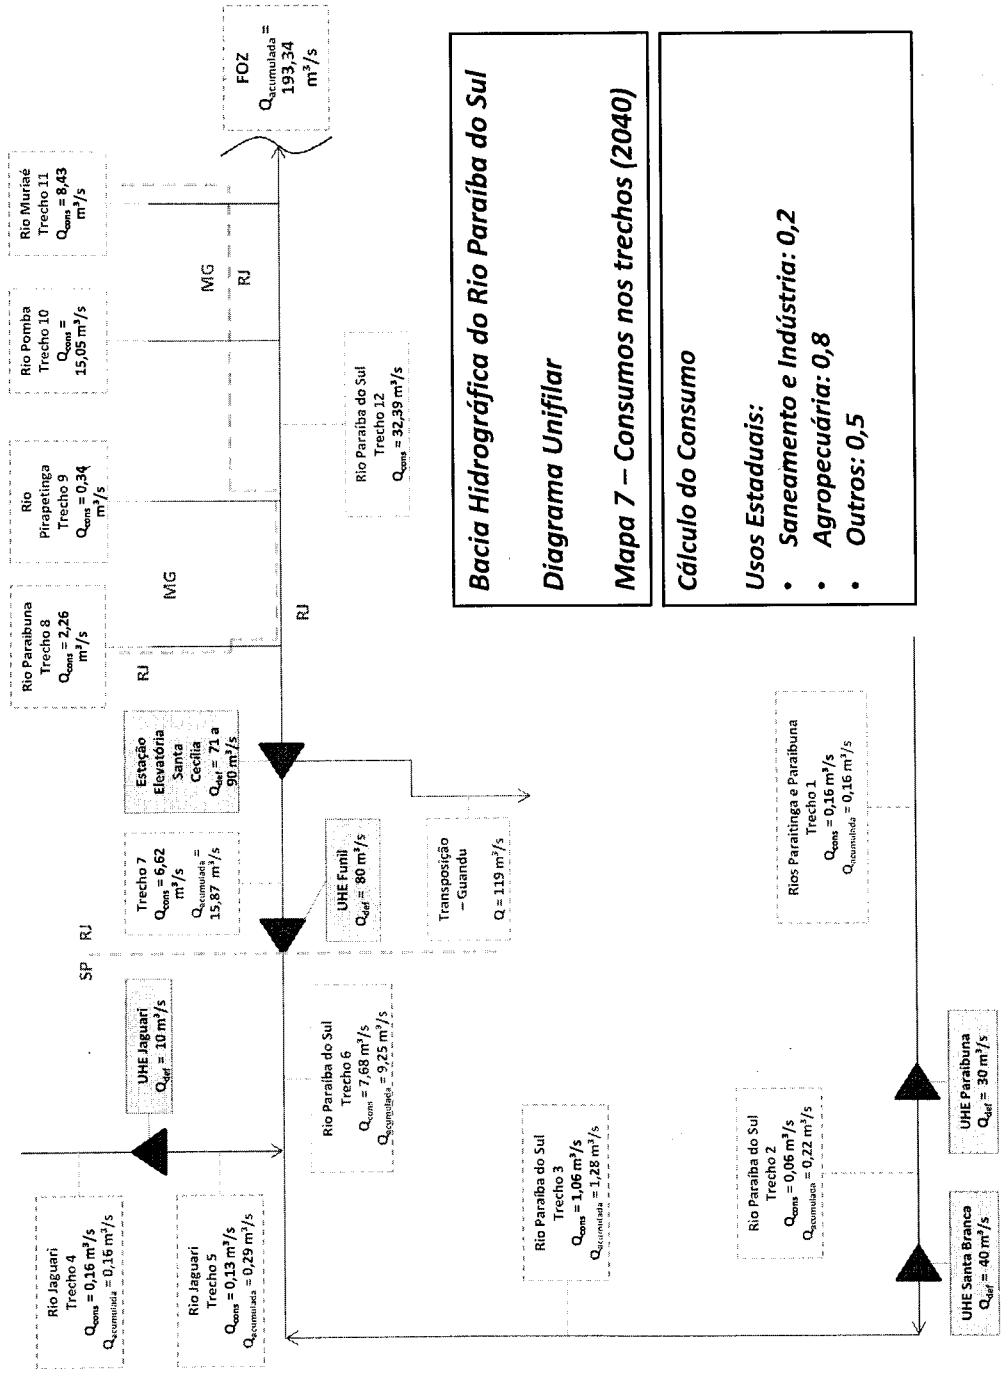 Rio Jaguari
Trecho 4
Qcons = 0,16 m³/s
Qacumulada = 0,16 m³/s
Rio Jaguari
Trecho 5
Qcons = 0,13 m³/s
Qacumulada = 0,29 m³/s
UHE Jaguari
Qdef = 10 m³/s
SP
RJ
Trecho 7
Qcons = 6,62
m³/s
Qacumulada =
15,87 m³/s
Estação
Elevatória
Santa
Cecília
Qdef = 71 a
90 m³/s
RJ
Rio Paraibuna
Trecho 8
Qcons = 2,26
m³/s
MG
RJ
Rio
Pirapetinga
Trecho 9
Qcons = 0,34
m³/s
Rio Pomba
Trecho 10
Qcons =
15,05 m³/s
Rio Muriaé
Trecho 11
Qcons = 8,43
m³/s
MG
RJ
FOZ
Qacumulada =
193,34
m³/s
Rio Paraíba do Sul
Trecho 6
Qcons = 7,68 m³/s
Qacumulada = 9,25 m³/s
UHE Funil
Qdef = 80 m³/s
Transposição
– Guandu
Q = 119 m³/s
Rio Paraíba do Sul
Trecho 12
Qcons = 32,39 m³/s
Rio Paraíba do Sul
Trecho 3
Qcons = 1,06 m³/s
Qacumulada = 1,28 m³/s
Rio Paraíba do Sul
Trecho 2
Qcons = 0,06 m³/s
Qacumulada = 0,22 m³/s
Rios Paraitinga e Paraibuna
Trecho 1
Qcons = 0,16 m³/s
Qacumulada = 0,16 m³/s
UHE Santa Branca
Qdef = 40 m³/s
UHE Paraibuna
Qdef = 30 m³/s
Bacia Hidrográfica do Rio Paraíba do Sul
Diagrama Unifilar
Mapa 7 – Consumos nos trechos (2040)
Cálculo do Consumo
Usos Estaduais:
• Saneamento e Indústria: 0,2
• Agropecuária: 0,8
• Outros: 0,5